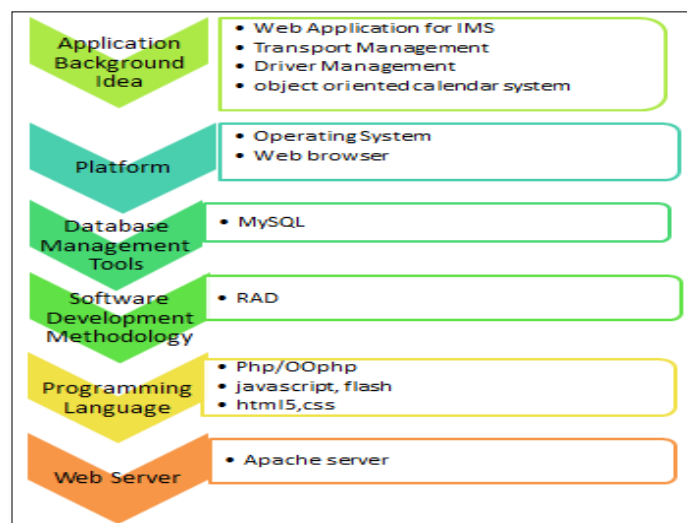 Application
Background
Idea
• Web Application for IMS
• Transport Management
• Driver Management
• object oriented calendar system
Platform
• Operating System
• Web browser
Database
Management
Tools
• MySQL
Software
Development
Methodology
• RAD
Programming
Language
• Php/OOphp
• javascript, flash
• html5,css
Web Server
• Apache server